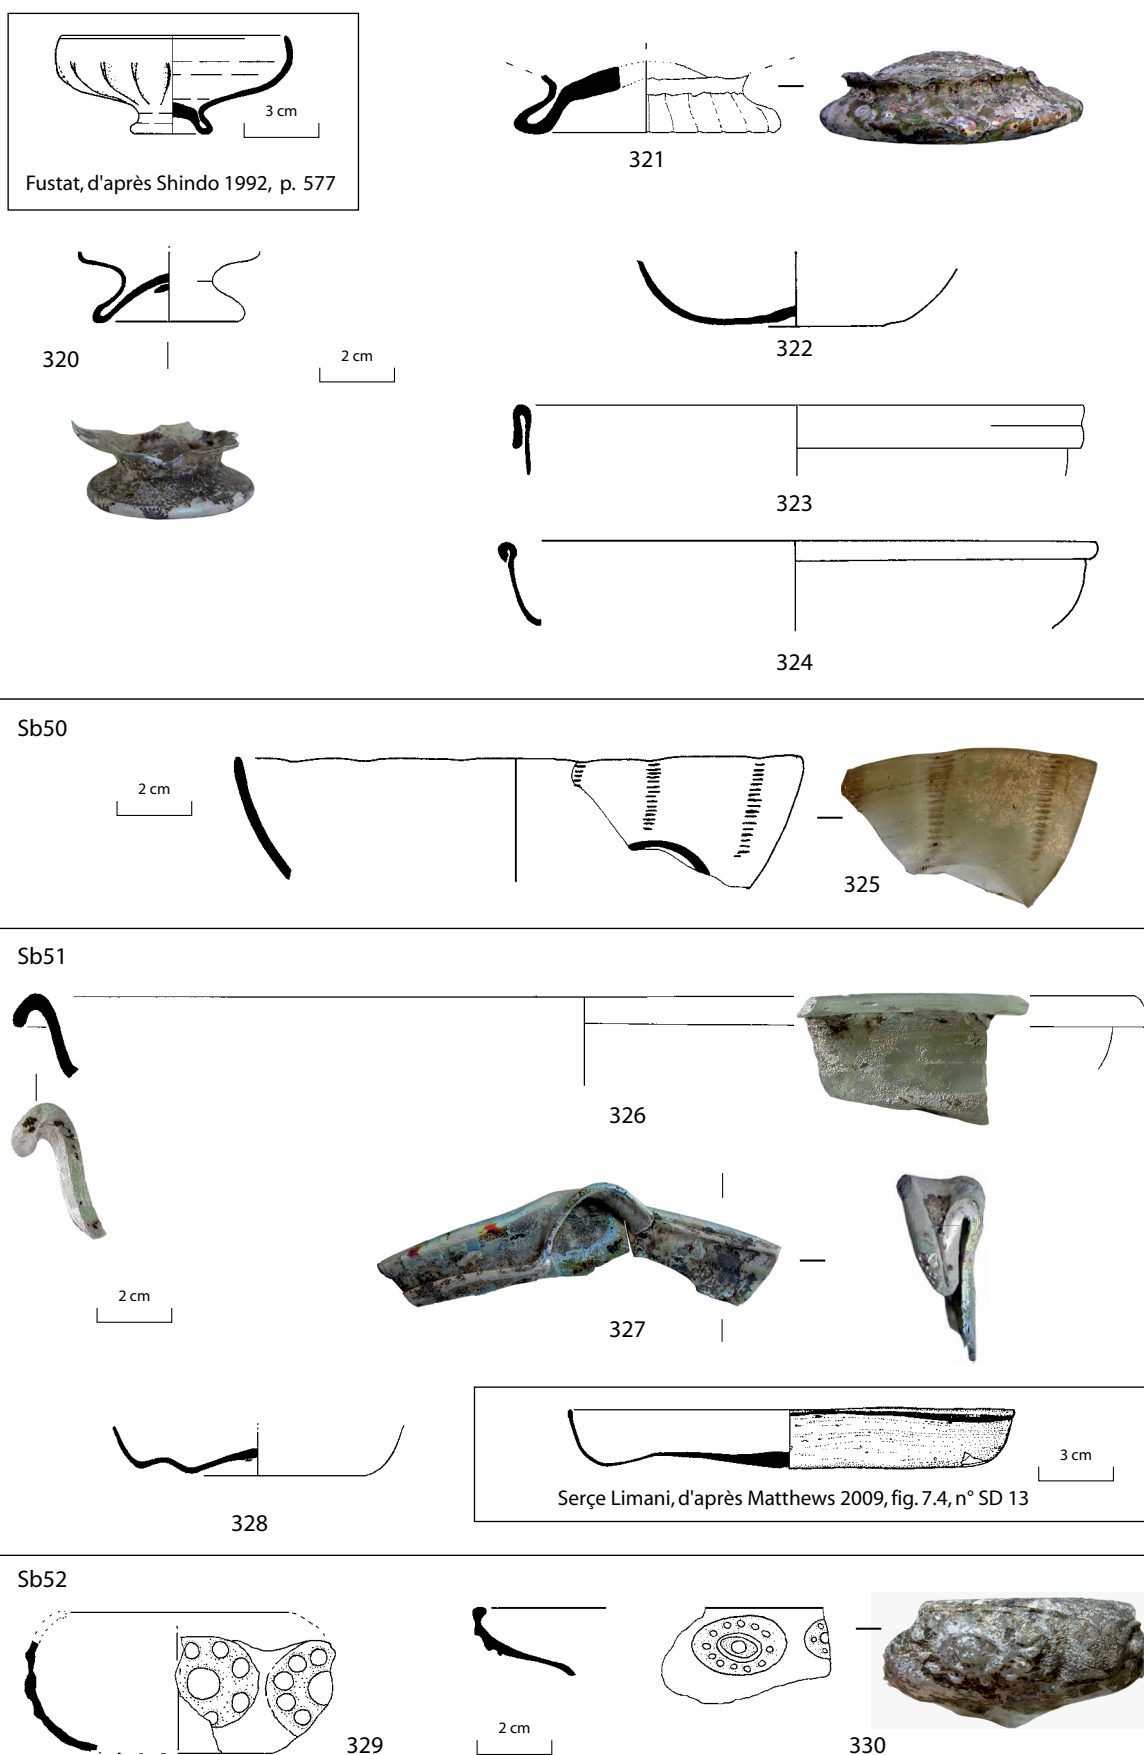 3 cm
Fustat, d'après Shindo 1992, p. 577
321
320
2 cm
322
323
324
Sb50
2 cm
325
Sb51
326
2 cm
327
328
3 cm
Serçe Limani, d'après Matthews 2009, fig. 7.4, n° SD 13
Sb52
329
2 cm
330